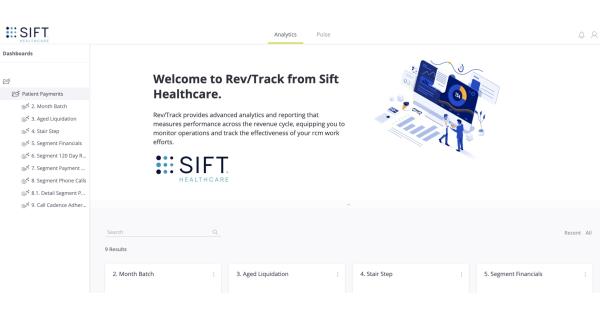 SIFT
HEALTHCARE
Analytics
Pulse
Dashboards
Patient Payments
2. Month Batch
3. Aged Liquidation
4. Stair Step
5. Segment Financials
6. Segment 120 Day R...
7. Segment Payment ...
8. Segment Phone Calls
8.1. Detail Segment P...
9. Call Cadence Adher...
Welcome to Rev/Track from Sift
Healthcare.
Rev/Track provides advanced analytics and reporting that
measures performance across the revenue cycle, equipping you to
monitor operations and track the effectiveness of your rcm work
efforts.
SIFT
HEALTHCARE
Search
Recent All
9 Results
2. Month Batch
3. Aged Liquidation
4. Stair Step
5. Segment Financials